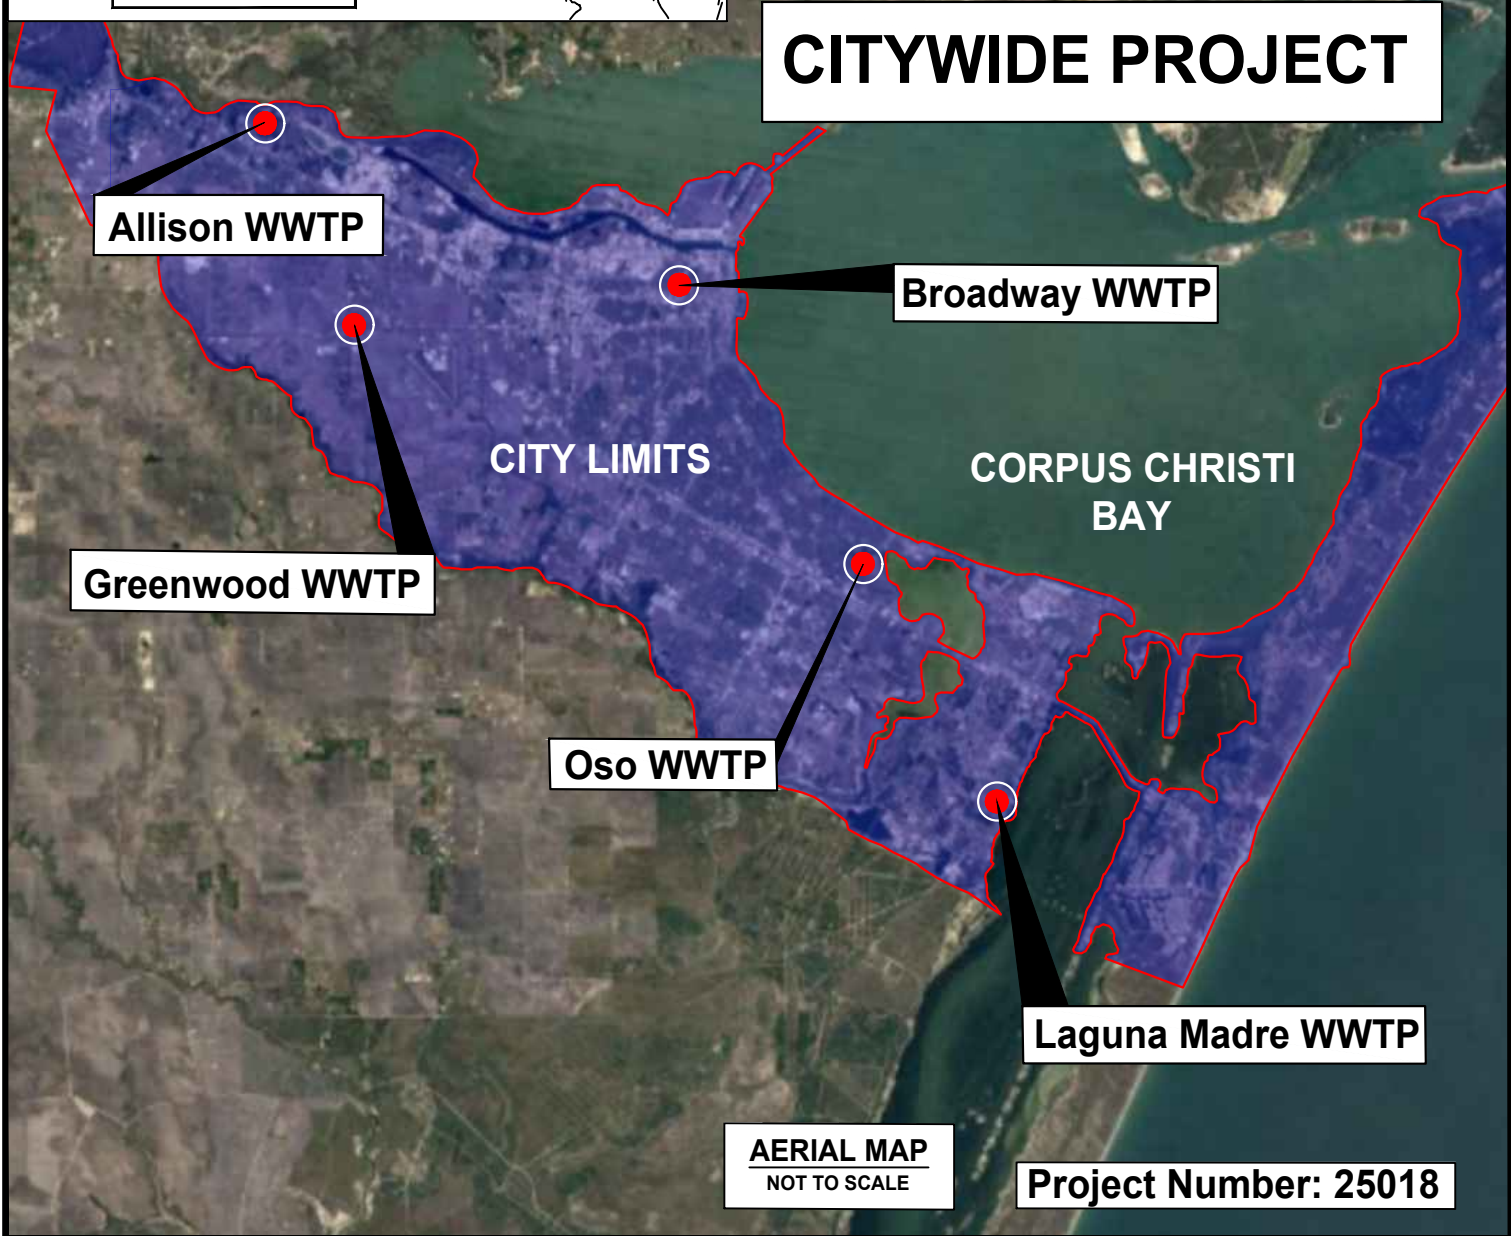 CITYWIDE PROJECT
Allison WWTP
Broadway WWTP
CITY LIMITS
CORPUS CHRISTI
BAY
Greenwood WWTP
Oso WWTP
Laguna Madre WWTP
AERIAL MAP
NOT TO SCALE
Project Number: 25018